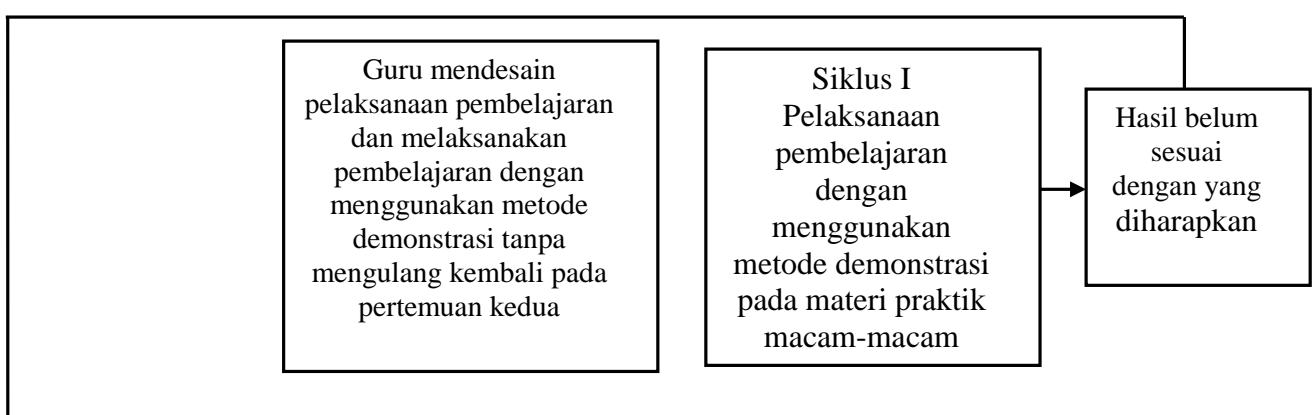 Guru mendesain
pelaksanaan pembelajaran
dan melaksanakan
pembelajaran dengan
menggunakan metode
demonstrasi tanpa
mengulang kembali pada
pertemuan kedua
Siklus I
Pelaksanaan
pembelajaran
dengan
menggunakan
metode demonstrasi
pada materi praktik
macam-macam
Hasil belum
sesuai
dengan yang
diharapkan